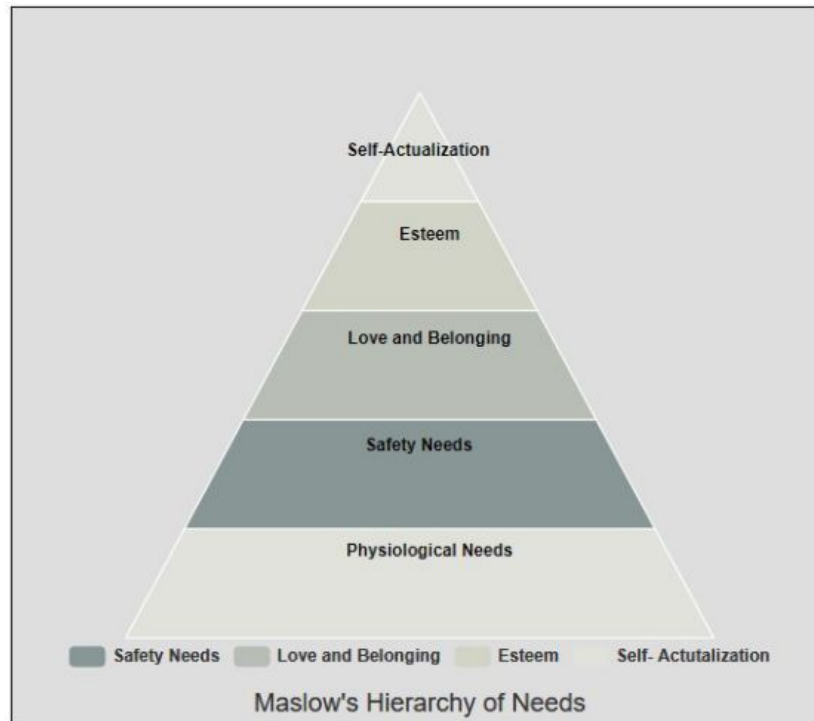 Self-Actualization
Esteem
Love and Belonging
Safety Needs
Physiological Needs
Safety Needs Love and Belonging Esteem Self- Actutalization
Maslow's Hierarchy of Needs